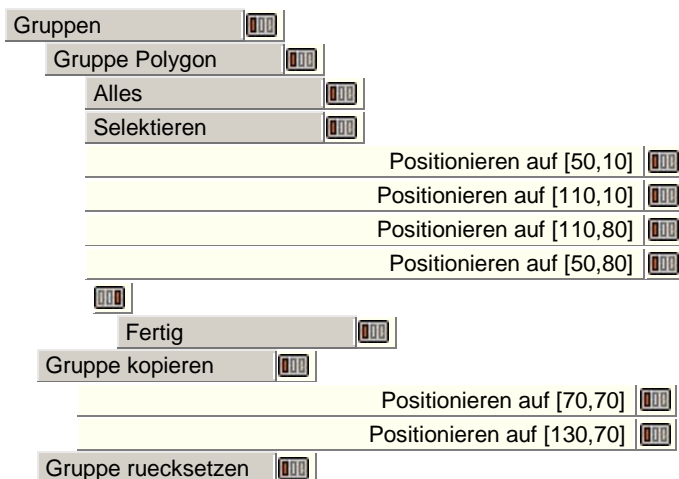 Gruppen
Gruppe Polygon
Alles
Selektieren
Positionieren auf [50,10]
Positionieren auf [110,10]
Positionieren auf [110,80]
Positionieren auf [50,80]
Fertig
Gruppe kopieren
Positionieren auf [70,70]
Positionieren auf [130,70]
Gruppe ruecksetzen